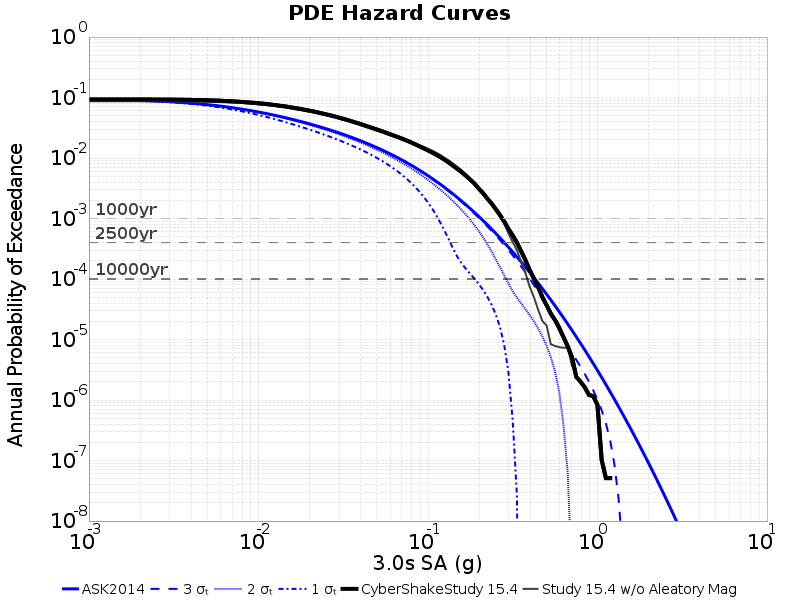 PDE Hazard Curves
Annual Probability of Exceedance
10^0
10^-1
10^-2
10^-3
10^-4
10^-5
10^-6
10^-7
10^-8
1000yr
2500yr
10000yr
10^-3 10^-2 10^-1 10^0 10^1
3.0s SA (g)
ASK2014 3 σₜ 2 σₜ 1 σₜ CyberShakeStudy 15.4 Study 15.4 w/o Aleatory Mag